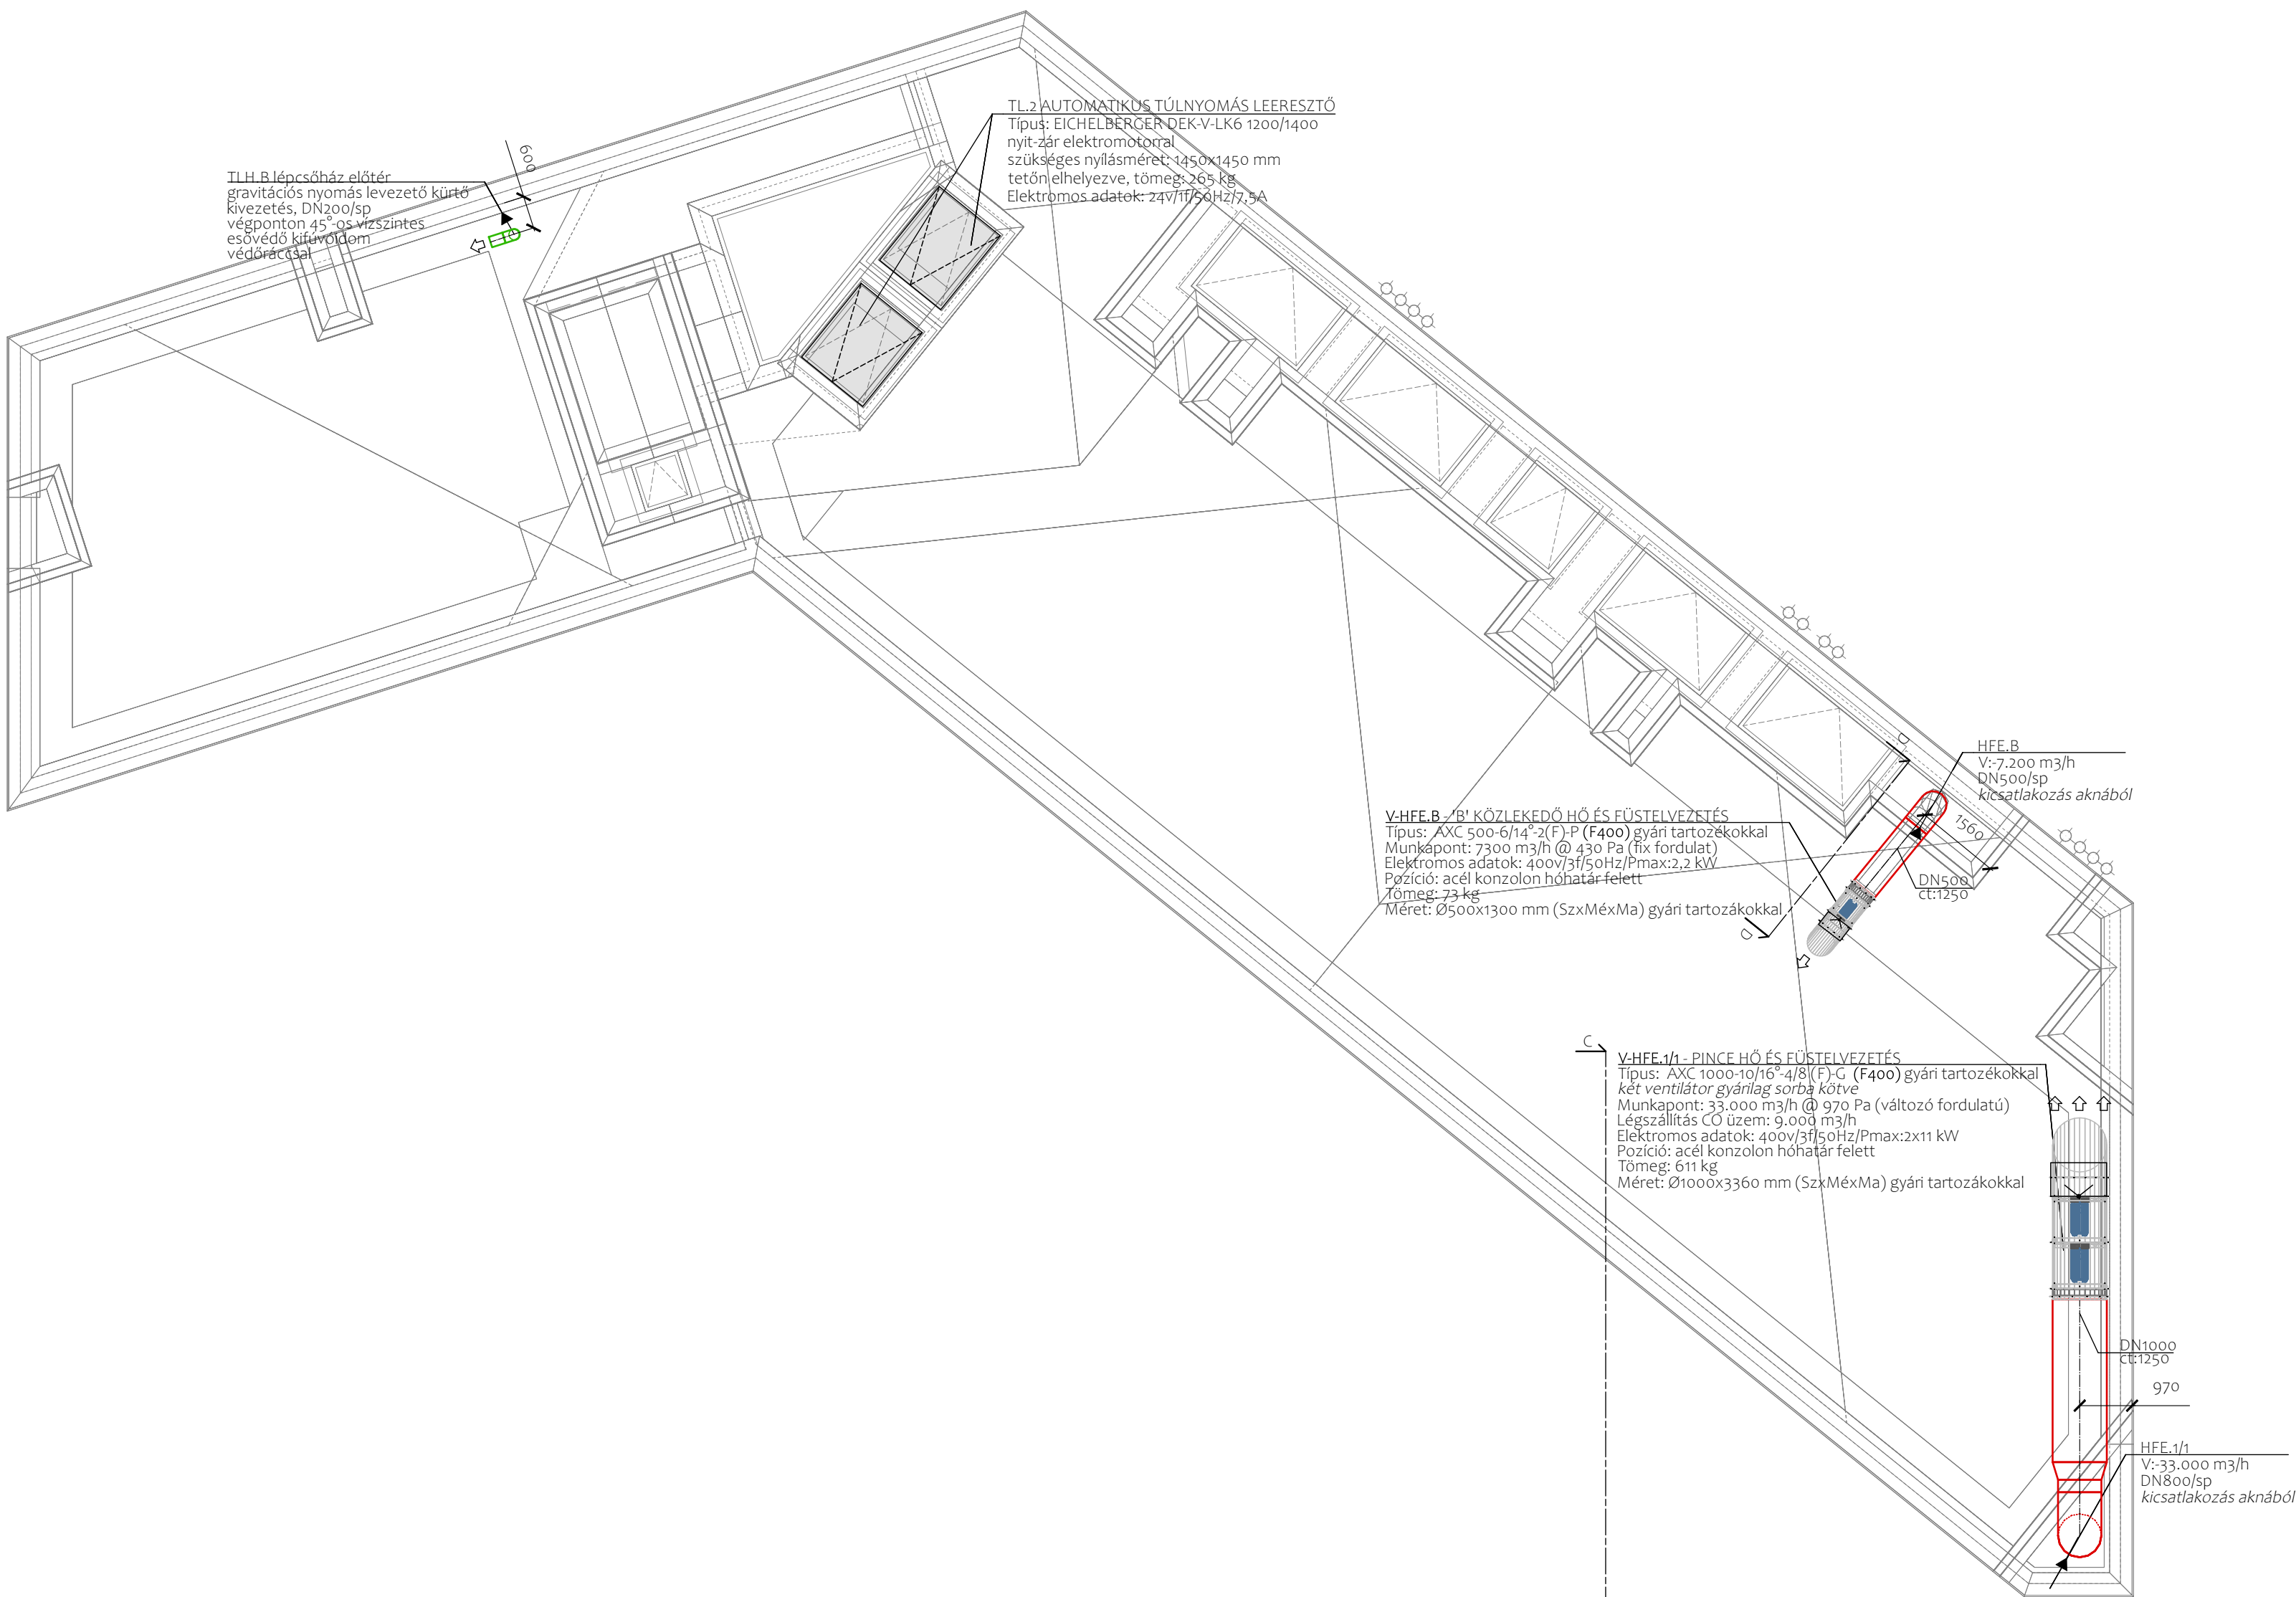 TL.2 AUTOMATIKUS TÚLNYOMÁS LEERESZTŐ
Típus: EICHELBERGER DEK-V-LK6 1200/1400
nyit-zár elektromotorral
szükséges nyílásméret: 1450x1450 mm
tetőn elhelyezve, tömeg: 265 kg
Elektromos adatok: 24v/1f/50Hz/7,5A
600
TLH.B lépcsőház előtér
gravitációs nyomás levezető kürtő
kivezetés, DN200/sp
végponton 45°-os vízszintes
esővédő kifúvóidom
védőráccsal
D
HFE.B
V:-7.200 m3/h
DN500/sp
kicsatlakozás aknából
1560
V-HFE.B - 'B' KÖZLEKEDŐ HŐ ÉS FÜSTELVEZETÉS
Típus: AXC 500-6/14°-2(F)-P (F400) gyári tartozékokkal
Munkapont: 7300 m3/h @ 430 Pa (fix fordulat)
Elektromos adatok: 400v/3f/50Hz/Pmax:2,2 kW
Pozíció: acél konzolon hóhatár felett
Tömeg: 73 kg
Méret: Ø500x1300 mm (SzxMéxMa) gyári tartozákokkal
DN500
ct:1250
D
C
V-HFE.1/1 - PINCE HŐ ÉS FÜSTELVEZETÉS
Típus: AXC 1000-10/16°-4/8 (F)-G (F400) gyári tartozékokkal
két ventilátor gyárilag sorba kötve
Munkapont: 33.000 m3/h @ 970 Pa (változó fordulatú)
Légszállítás CO üzem: 9.000 m3/h
Elektromos adatok: 400v/3f/50Hz/Pmax:2x11 kW
Pozíció: acél konzolon hóhatár felett
Tömeg: 611 kg
Méret: Ø1000x3360 mm (SzxMéxMa) gyári tartozákokkal
DN1000
ct:1250
970
HFE.1/1
V:-33.000 m3/h
DN800/sp
kicsatlakozás aknából